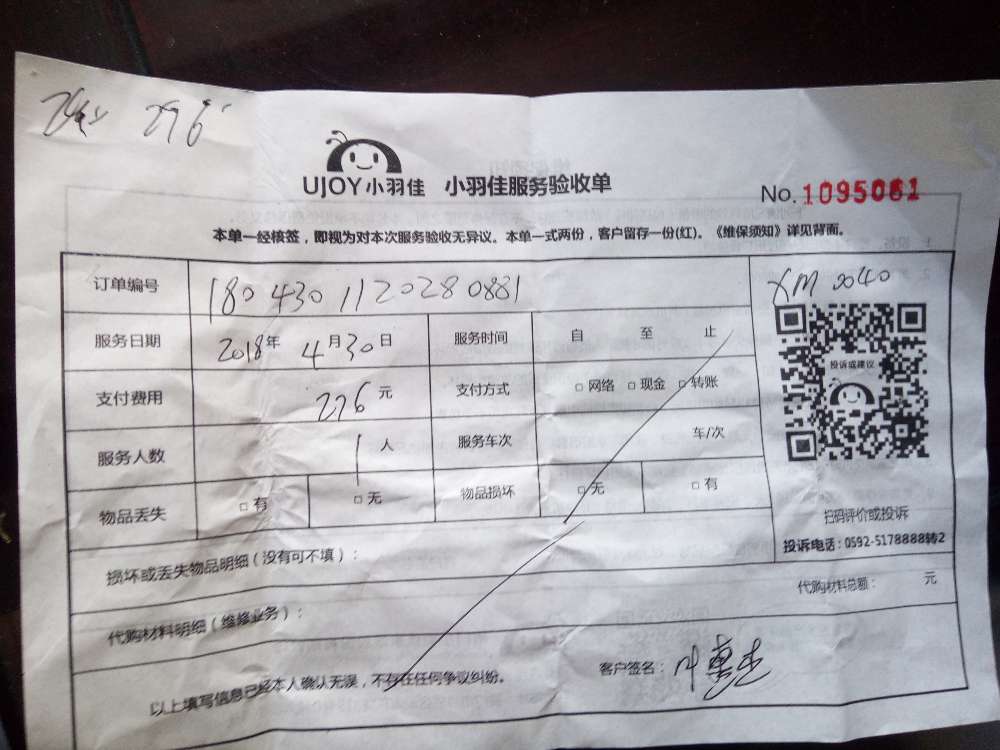 276
UJOY小羽佳 小羽佳服务验收单
No. 1095081
本单一经核签，即视为对本次服务验收无异议。本单一式两份，客户留存一份(红)。《维保须知》详见背面。
订单编号 180430112028 0881
XM 0040
服务日期 2018年 4月30日 服务时间 自 至 止
投诉或建议
支付费用 276元 支付方式 □网络 □现金 □转账
服务人数 1人 服务车次 车/次
物品丢失 □有 □无 物品损坏 □无 □有
扫码评价或投诉
投诉电话：0592-5178888转2
损坏或丢失物品明细（没有可不填）：
代购材料明细（维修业务）： 代购材料总额： 元
以上填写信息已经本人确认无误，不存在任何争议纠纷。 客户签名：